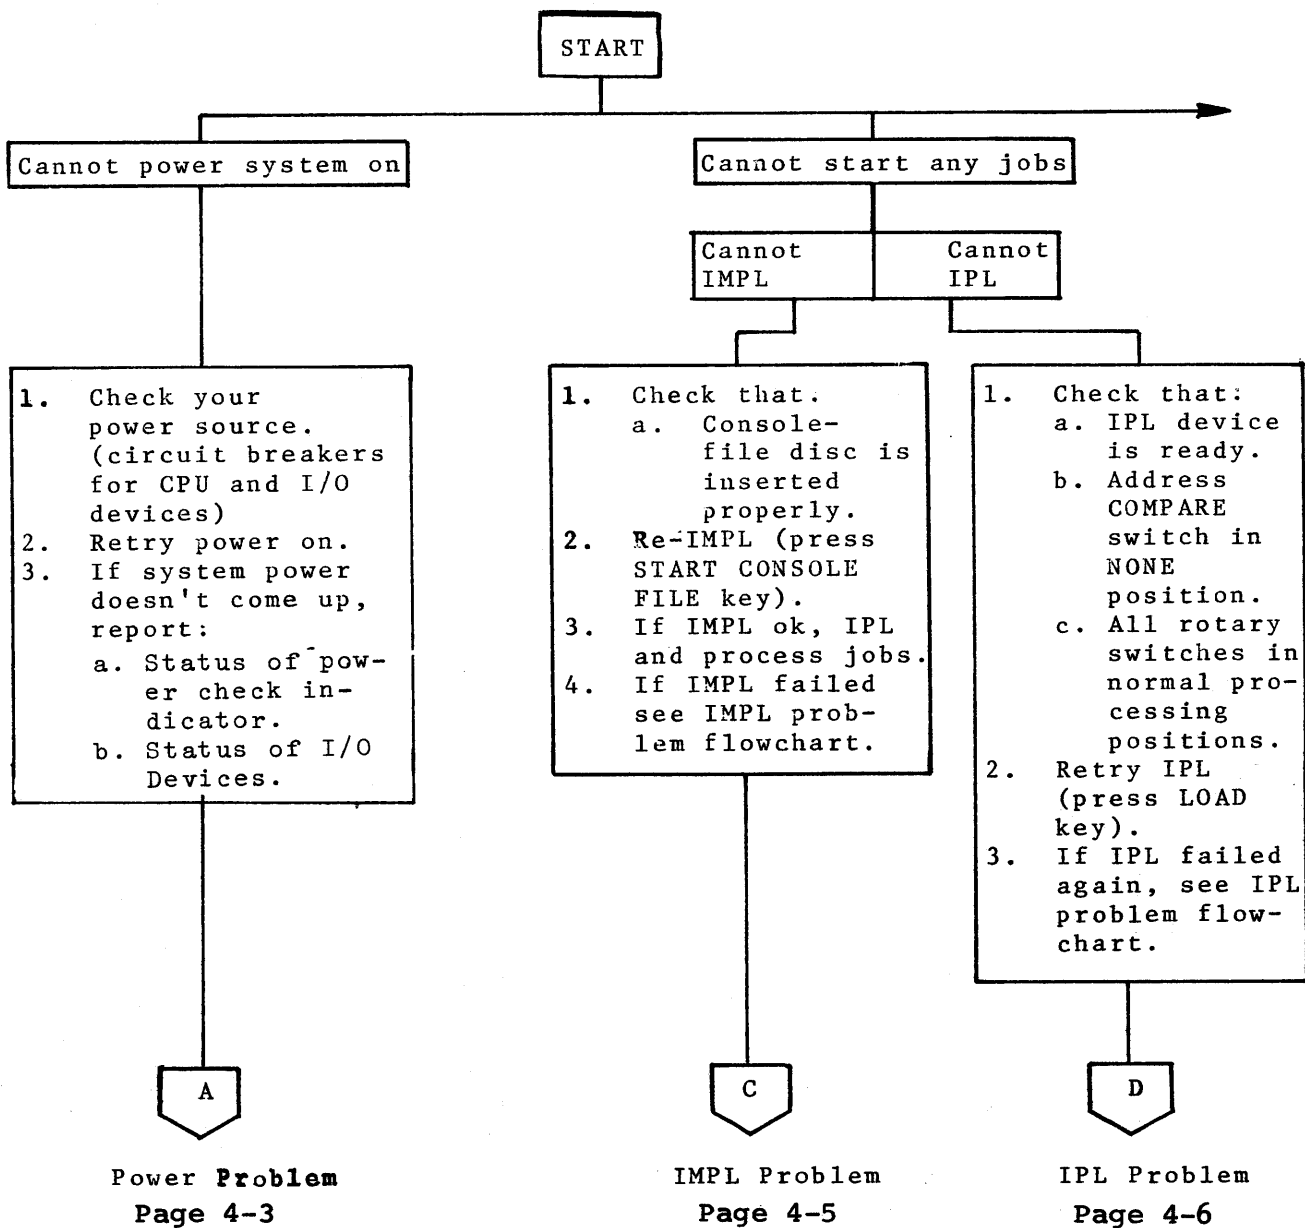 START
Cannot power system on
Cannot start any jobs
Cannot
IMPL
Cannot
IPL
1. Check your
power source.
(circuit breakers
for CPU and I/O
devices)
2. Retry power on.
3. If system power
doesn't come up,
report:
a. Status of pow-
er check in-
dicator.
b. Status of I/O
Devices.
1. Check that.
a. Console-
file disc is
inserted
properly.
2. Re-IMPL (press
START CONSOLE
FILE key).
3. If IMPL ok, IPL
and process jobs.
4. If IMPL failed
see IMPL prob-
lem flowchart.
1. Check that:
a. IPL device
is ready.
b. Address
COMPARE
switch in
NONE
position.
c. All rotary
switches in
normal pro-
cessing
positions.
2. Retry IPL
(press LOAD
key).
3. If IPL failed
again, see IPL
problem flow-
chart.
A
C
D
Power Problem
Page 4-3
IMPL Problem
Page 4-5
IPL Problem
Page 4-6